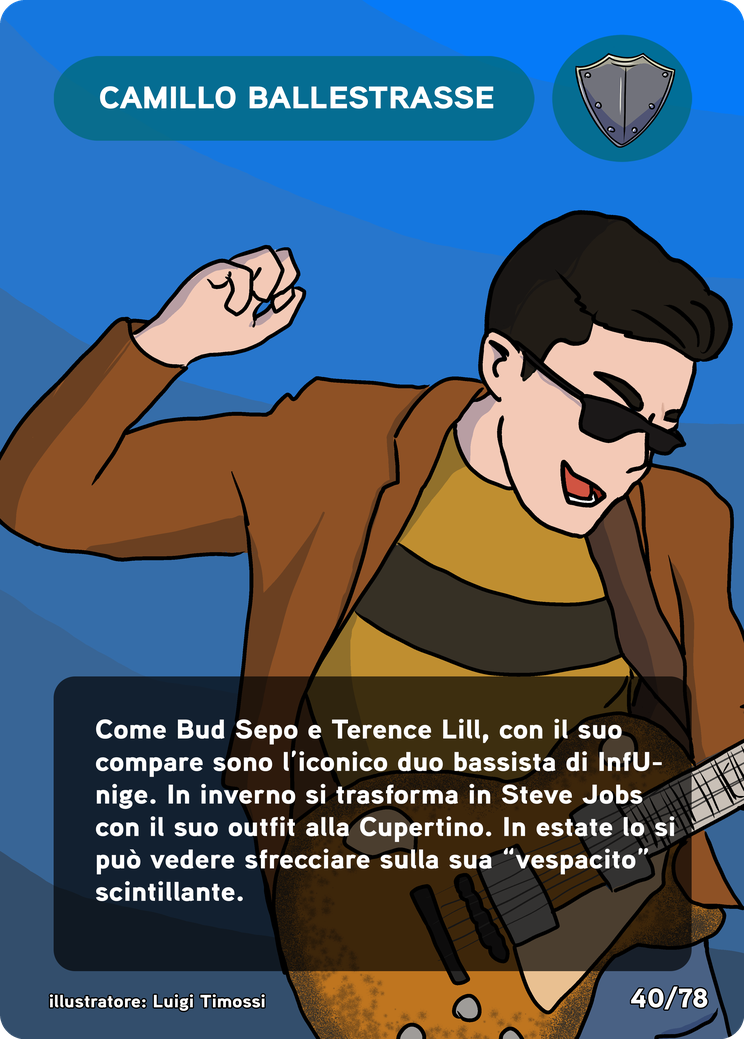 CAMILLO BALLESTRASSE
Come Bud Sepo e Terence Lill, con il suo
compare sono l'iconico duo bassista di InfU-
nige. In inverno si trasforma in Steve Jobs
con il suo outfit alla Cupertino. In estate lo si
può vedere sfrecciare sulla sua “vespacito”
scintillante.
illustratore: Luigi Timossi
40/78